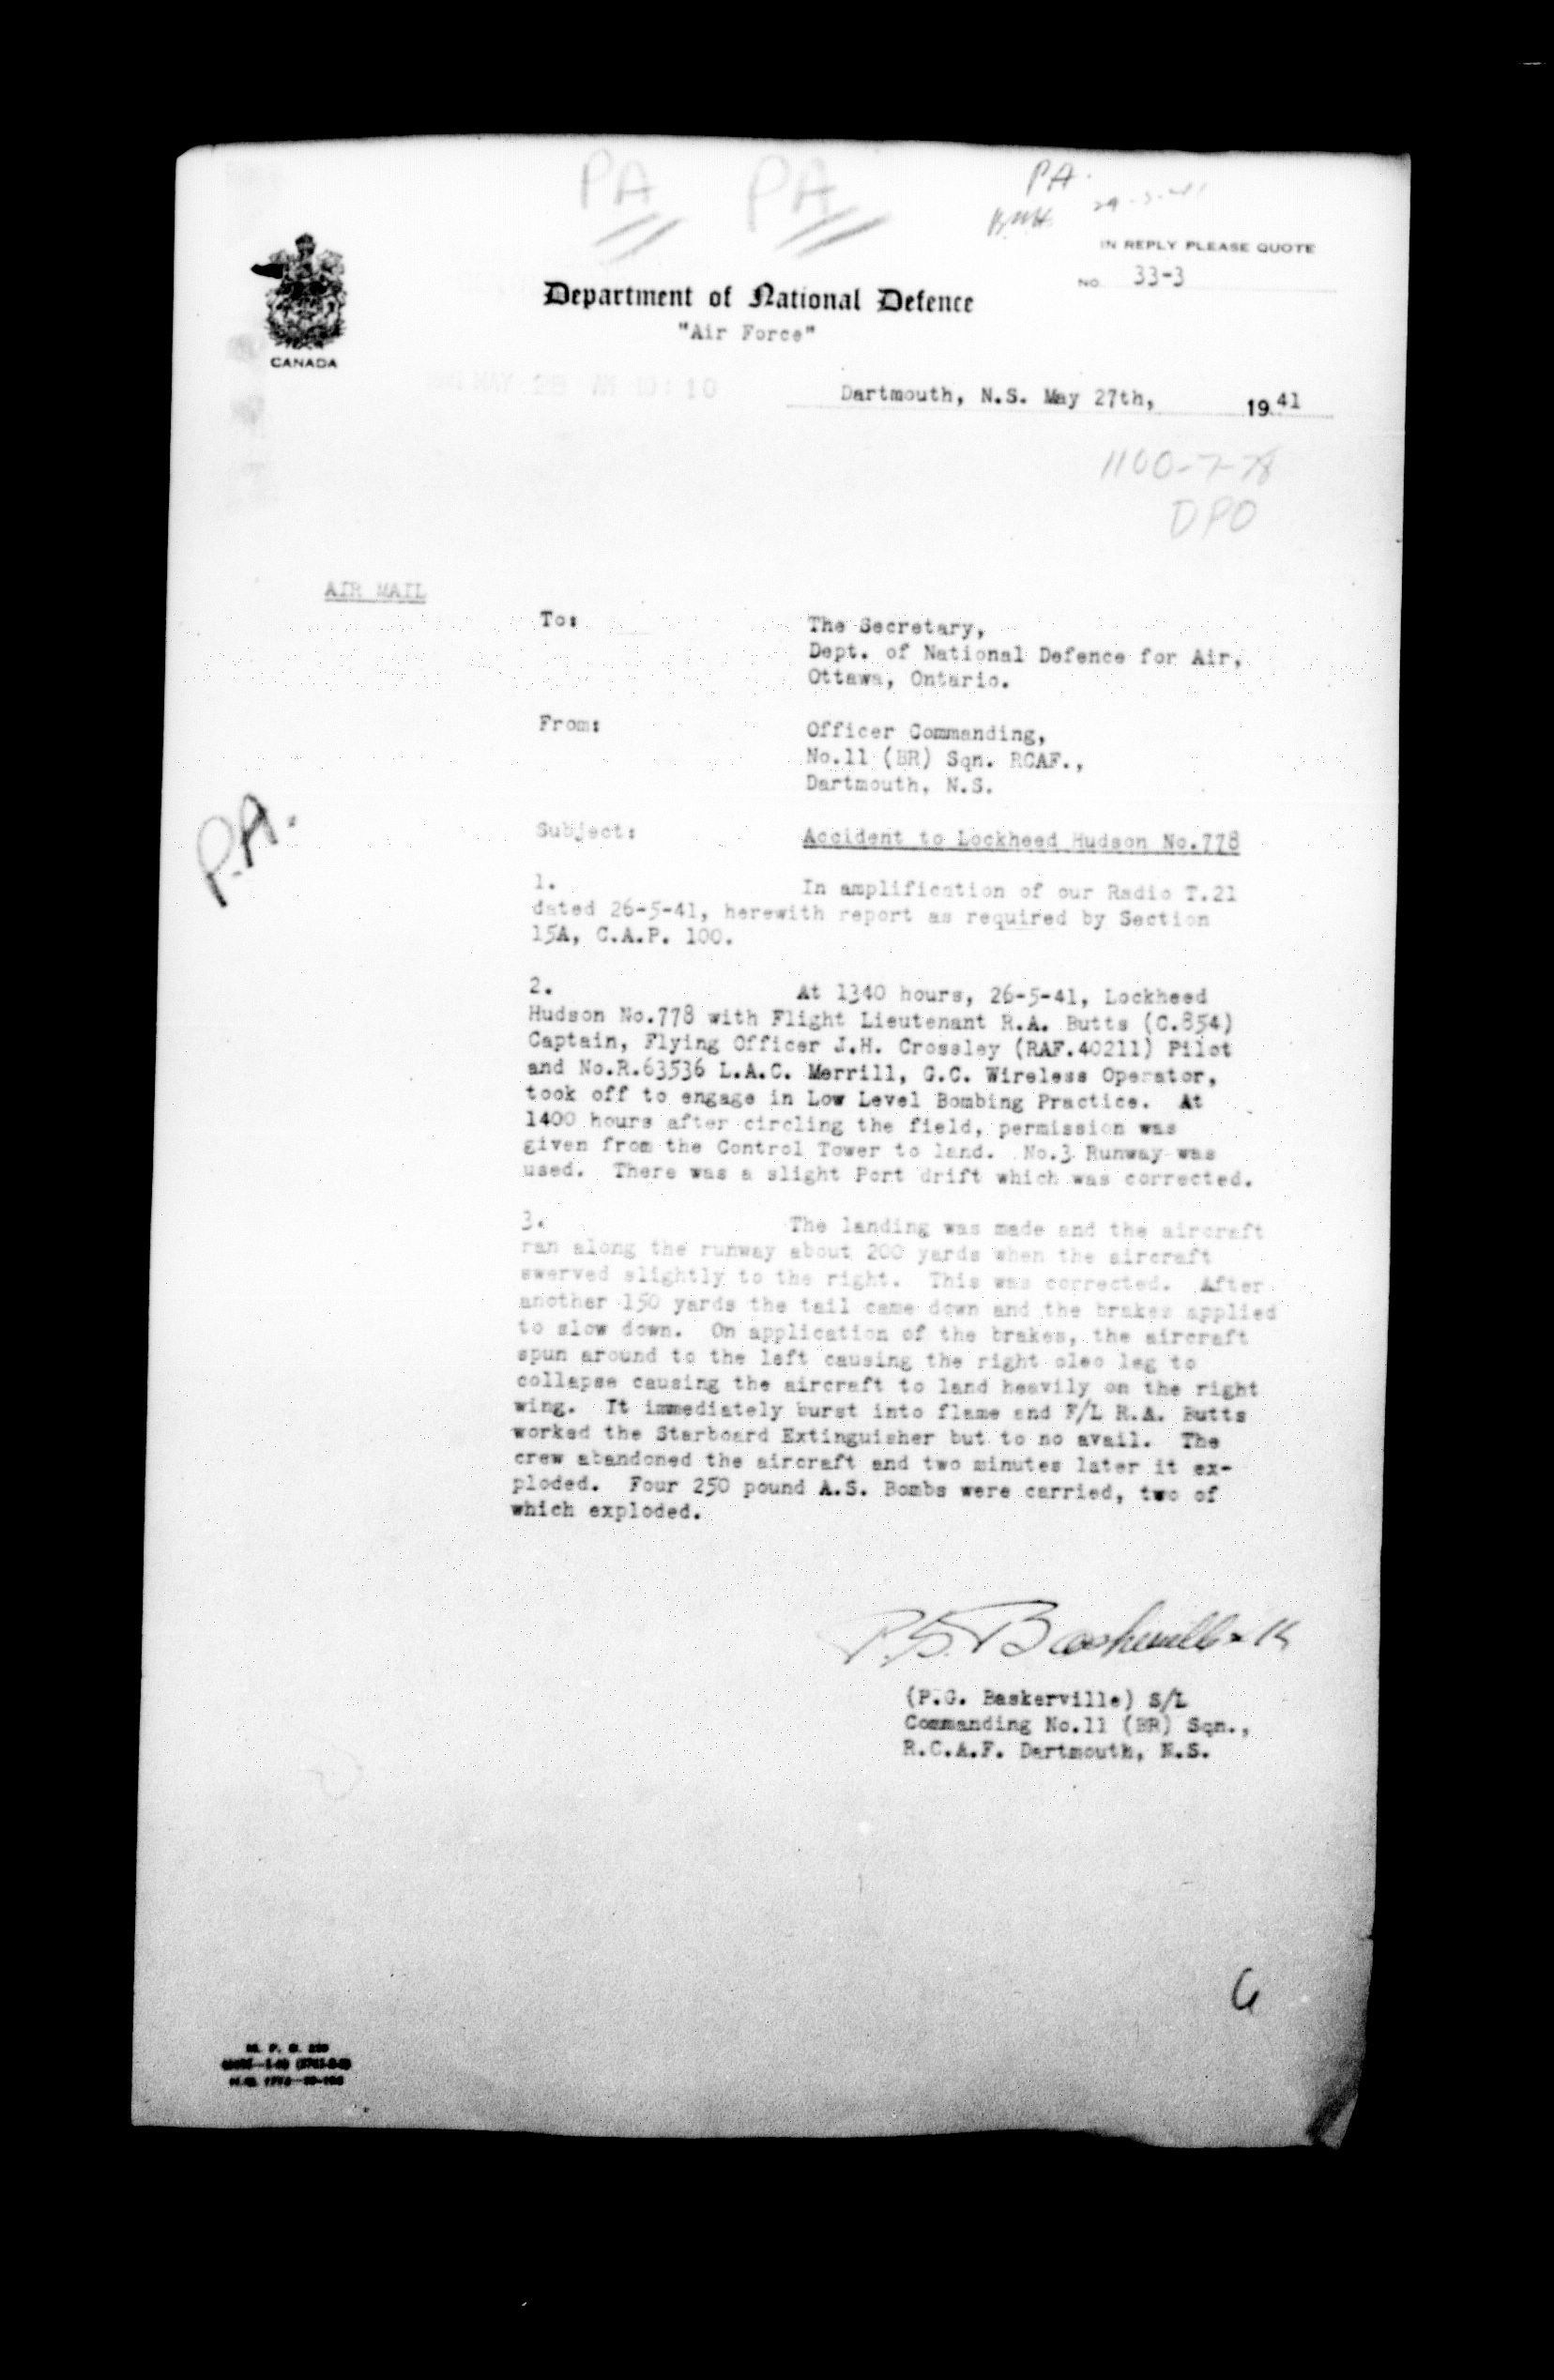 PA PA PA.
29-5-41
IN REPLY PLEASE QUOTE
NO. 33-3
Department of National Defence
"Air Force"
CANADA
MAY 28 AM 10:10
Dartmouth, N.S. May 27th, 1941
1100-7-78
DPO
AIR MAIL
To: The Secretary,
Dept. of National Defence for Air,
Ottawa, Ontario.
From: Officer Commanding,
No.11 (BR) Sqn. RCAF.,
Dartmouth, N.S.
P.A.
Subject: Accident to Lockheed Hudson No.778
1. In amplification of our Radio T.21
dated 26-5-41, herewith report as required by Section
15A, C.A.P. 100.
2. At 1340 hours, 26-5-41, Lockheed
Hudson No.778 with Flight Lieutenant R.A. Butts (C.854)
Captain, Flying Officer J.H. Crossley (RAF.40211) Pilot
and No.R.63536 L.A.C. Merrill, G.C. Wireless Operator,
took off to engage in Low Level Bombing Practice. At
1400 hours after circling the field, permission was
given from the Control Tower to land. No.3 Runway was
used. There was a slight Port drift which was corrected.
3. The landing was made and the aircraft
ran along the runway about 200 yards when the aircraft
swerved slightly to the right. This was corrected. After
another 150 yards the tail came down and the brakes applied
to slow down. On application of the brakes, the aircraft
spun around to the left causing the right oleo leg to
collapse causing the aircraft to land heavily on the right
wing. It immediately burst into flame and F/L R.A. Butts
worked the Starboard Extinguisher but to no avail. The
crew abandoned the aircraft and two minutes later it ex-
ploded. Four 250 pound A.S. Bombs were carried, two of
which exploded.
P.G. Baskerville S/L
(P.G. Baskerville) S/L
Commanding No.11 (BR) Sqn.,
R.C.A.F. Dartmouth, N.S.
6